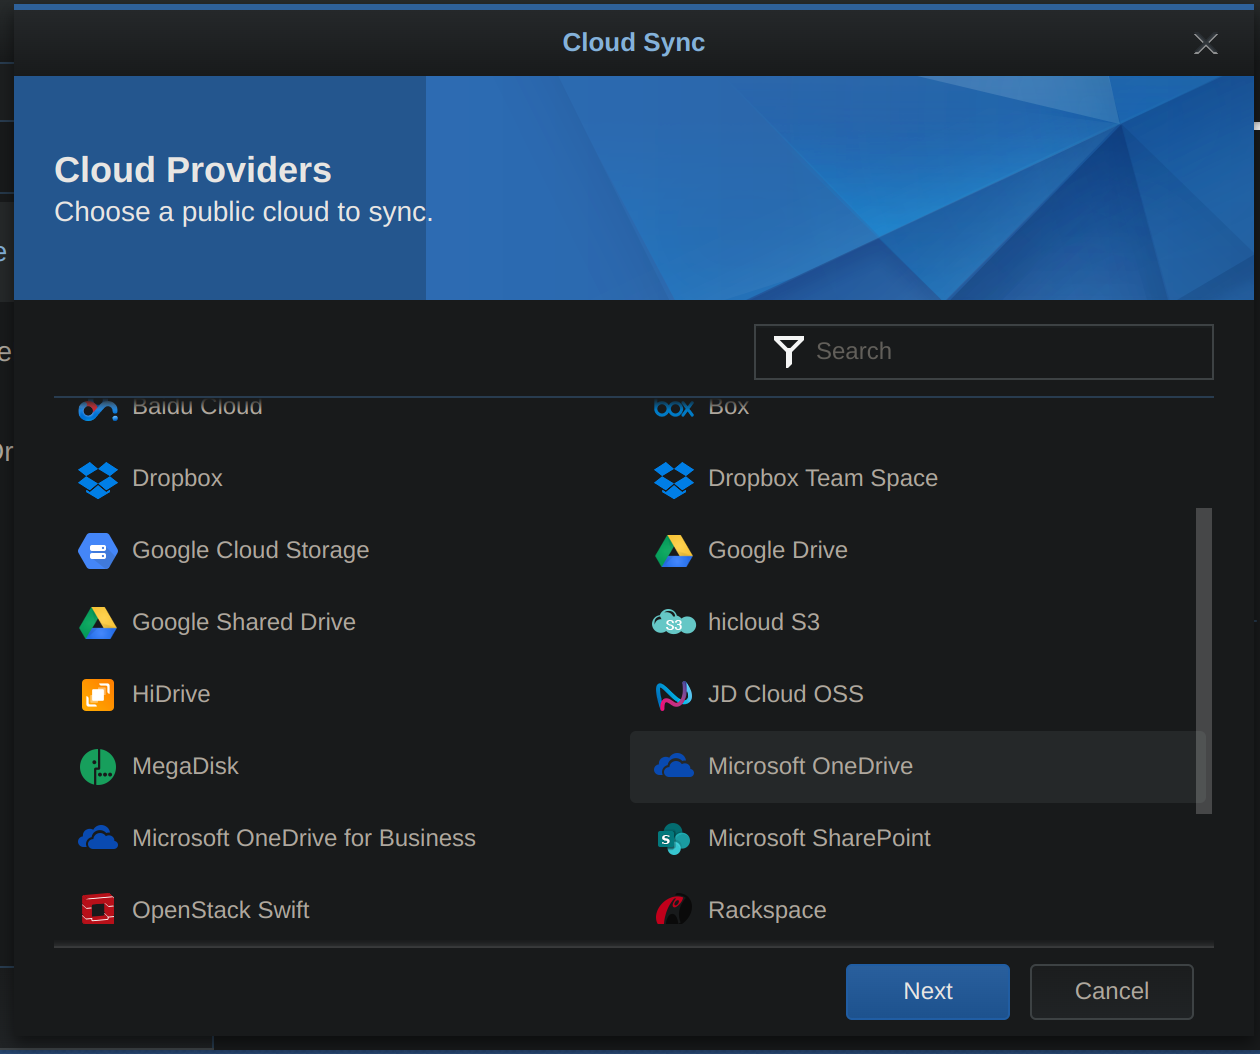 Cloud Sync
Cloud Providers
Choose a public cloud to sync.
Search
Baidu Cloud
Box
Dropbox
Dropbox Team Space
Google Cloud Storage
Google Drive
Google Shared Drive
S3
hicloud S3
HiDrive
JD Cloud OSS
MegaDisk
Microsoft OneDrive
Microsoft OneDrive for Business
S
Microsoft SharePoint
OpenStack Swift
Rackspace
Next
Cancel